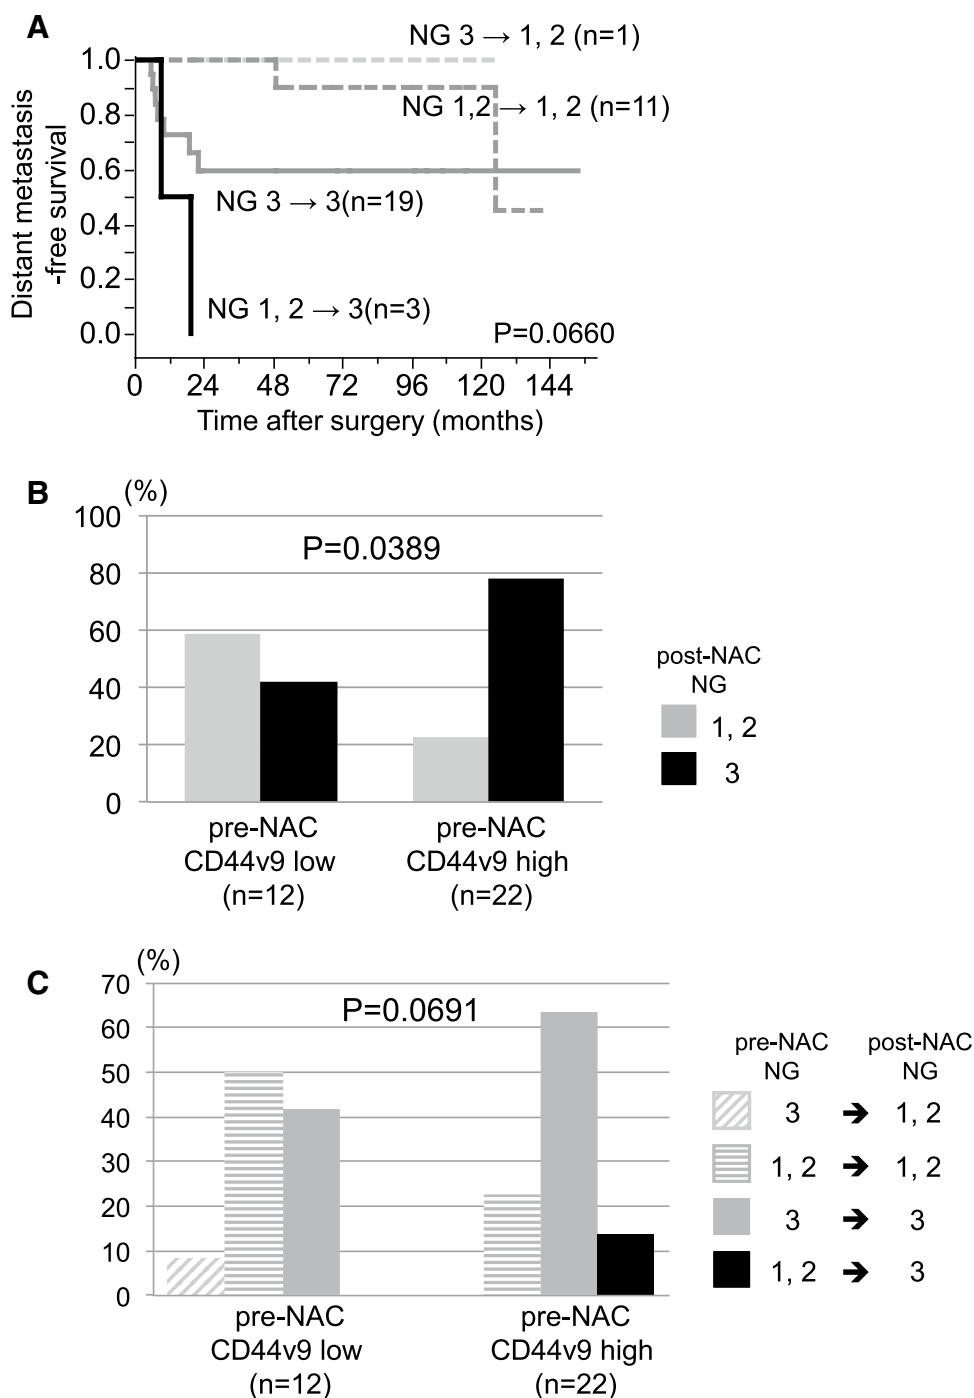 A
NG 3 → 1, 2 (n=1)
NG 1,2 → 1, 2 (n=11)
NG 3 → 3(n=19)
NG 1, 2 → 3(n=3)
P=0.0660
Distant metastasis
-free survival
1.0
0.8
0.6
0.4
0.2
0.0
0 24 48 72 96 120 144
Time after surgery (months)
B
(%)
100
80
60
40
20
0
P=0.0389
pre-NAC
CD44v9 low
(n=12)
pre-NAC
CD44v9 high
(n=22)
post-NAC
NG
1, 2
3
C
(%)
70
60
50
40
30
20
10
0
P=0.0691
pre-NAC
CD44v9 low
(n=12)
pre-NAC
CD44v9 high
(n=22)
pre-NAC post-NAC
NG NG
3 ➔ 1, 2
1, 2 ➔ 1, 2
3 ➔ 3
1, 2 ➔ 3